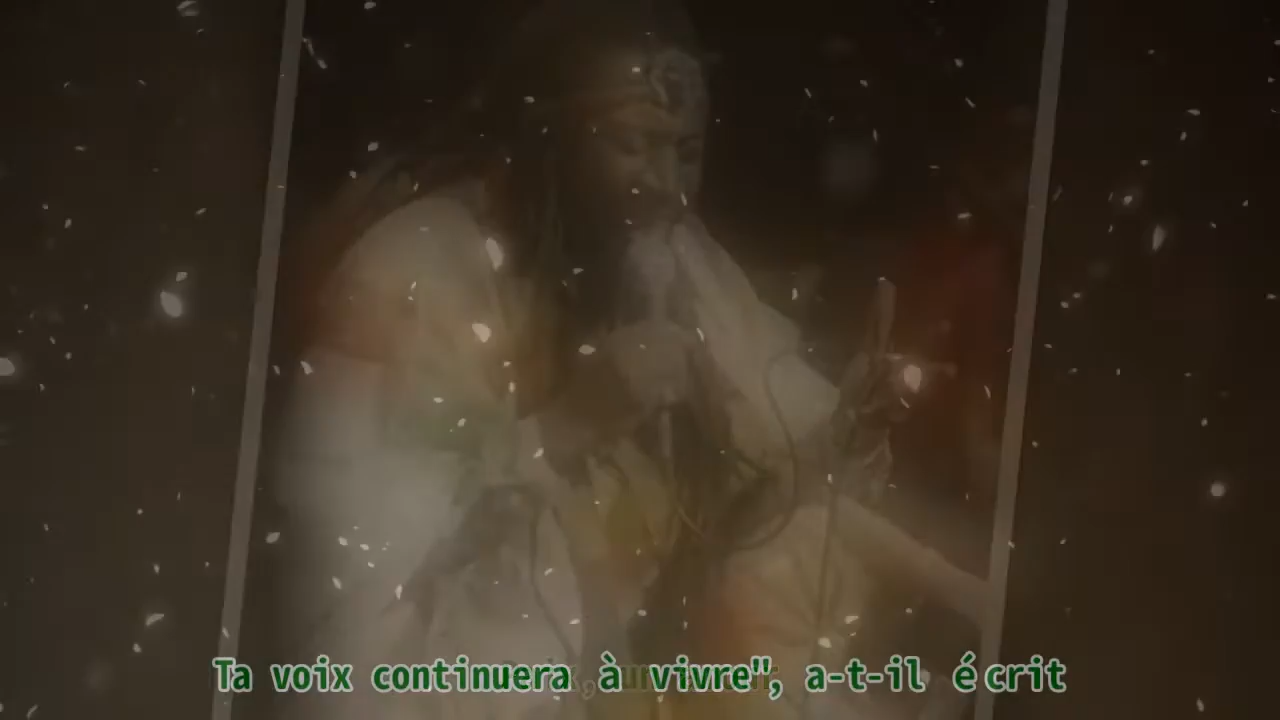 Ta voix continuera à vivre", a-t-il écrit